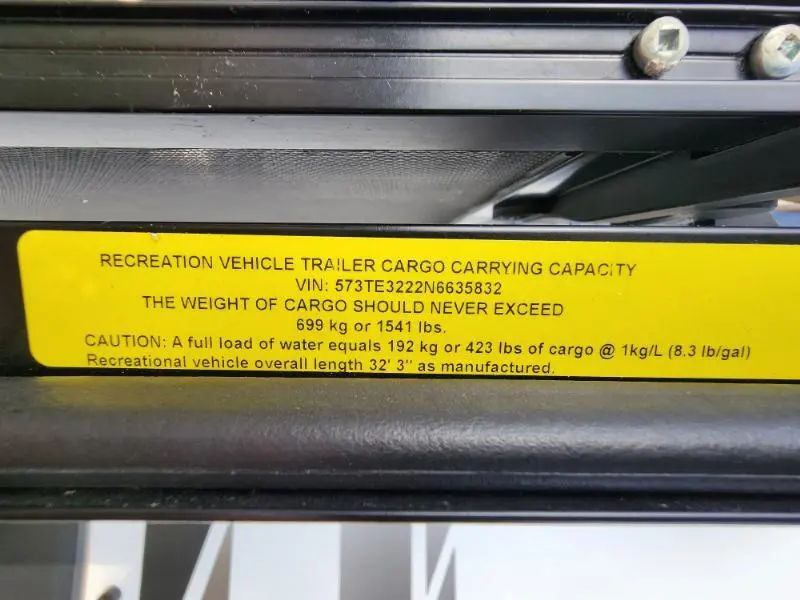 RECREATION VEHICLE TRAILER CARGO CARRYING CAPACITY
VIN: 573TE3222N6635832
THE WEIGHT OF CARGO SHOULD NEVER EXCEED
699 kg or 1541 lbs.
CAUTION: A full load of water equals 192 kg or 423 lbs of cargo @ 1kg/L (8.3 lb/gal)
Recreational vehicle overall length 32' 3" as manufactured.